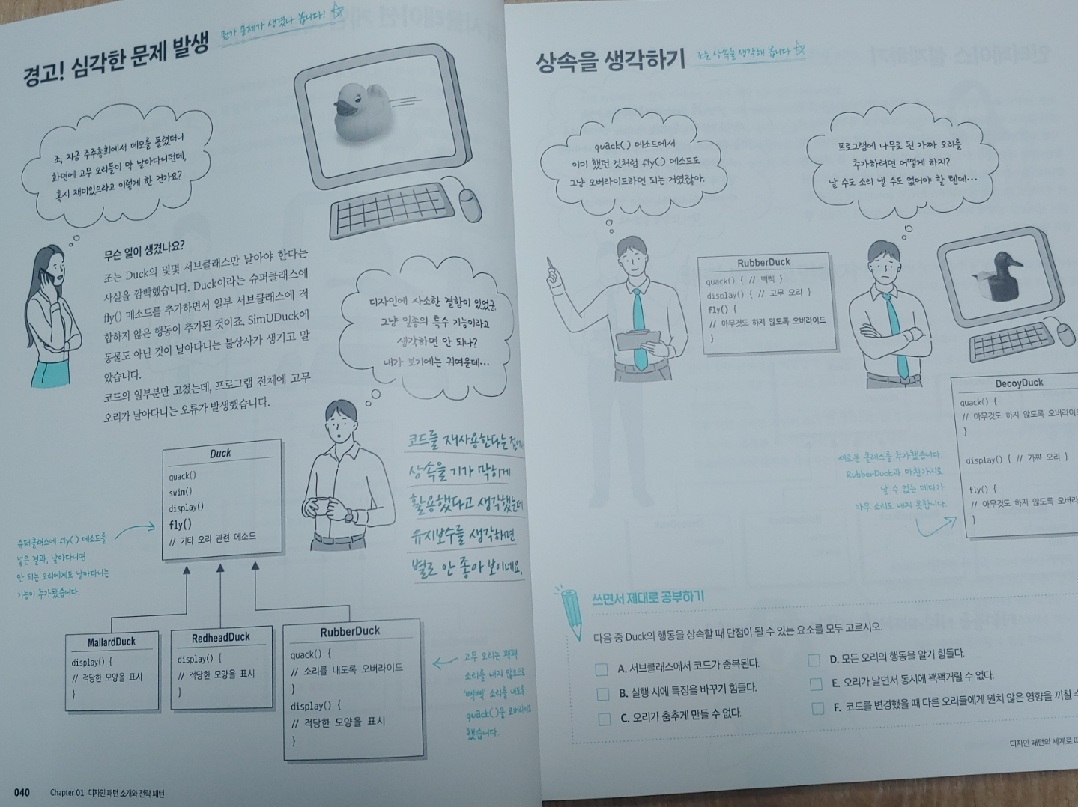 경고! 심각한 문제 발생
뭔가 문제가 생겼나 봅니다!
조, 지금 주주총회에서 데모를 돌렸더니
화면에 고무 오리들이 막 날아다니던데,
혹시 재미있으라고 이렇게 한 건가요?
무슨 일이 생겼나요?
조는 Duck의 몇몇 서브클래스만 날아야 한다는
사실을 깜빡했습니다. Duck이라는 슈퍼클래스에
fly() 메소드를 추가하면서 일부 서브클래스에 적
합하지 않은 행동이 추가된 것이죠. SimUDuck에
동물도 아닌 것이 날아다니는 불상사가 생기고 말
았습니다.
코드의 일부분만 고쳤는데, 프로그램 전체에 고무
오리가 날아다니는 오류가 발생했습니다.
디자인에 사소한 결함이 있었군.
그냥 일종의 특수 기능이라고
생각하면 안 되나?
내가 보기에는 귀여운데...
코드를 재사용한다는 점에서
상속을 기가 막히게
활용했다고 생각했는데
유지보수를 생각하면
별로 안 좋아 보이네요.
Duck
quack()
swim()
display()
fly()
// 기타 오리 관련 메소드
슈퍼클래스에 fly() 메소드를
넣은 결과, 날아다니면
안 되는 오리에게도 날아다니는
기능이 추가됐습니다.
MallardDuck
display() {
// 적당한 모양을 표시
}
RedheadDuck
display() {
// 적당한 모양을 표시
}
RubberDuck
quack() {
// 소리를 내도록 오버라이드
}
display() {
// 적당한 모양을 표시
}
고무 오리는
소리를 내지 않으므로
'삑삑' 소리를 내도록
quack()을 오버라이드
했습니다.
040
Chapter 01 디자인 패턴 소개와 전략 패턴
상속을 생각하기
조는 상속을 생각해 봅니다
quack() 메소드에서
이미 했던 것처럼 fly() 메소드도
그냥 오버라이드하면 되는 거였잖아.
프로그램에 나무로 된 가짜 오리를
추가하려면 어떻게 하지?
날 수도 소리 낼 수도 없어야 할 텐데...
RubberDuck
quack() { // 삑삑 }
display() { // 고무 오리 }
fly() {
// 아무것도 하지 않도록 오버라이드
}
DecoyDuck
quack() {
// 아무것도 하지 않도록 오버라이드
}
display() { // 가짜 오리 }
fly() {
// 아무것도 하지 않도록 오버라이드
}
새로운 클래스를 추가했습니다.
RubberDuck과 마찬가지로
날 수 없는 데다가
아무 소리도 내지 못합니다.
쓰면서 제대로 공부하기
다음 중 Duck의 행동을 상속할 때 단점이 될 수 있는 요소를 모두 고르시오.
A. 서브클래스에서 코드가 중복된다.
B. 실행 시에 특징을 바꾸기 힘들다.
C. 오리가 춤추게 만들 수 없다.
D. 모든 오리의 행동을 알기 힘들다.
E. 오리가 날면서 동시에 꽥꽥거릴 수 없다.
F. 코드를 변경했을 때 다른 오리들에게 원치 않은 영향을 끼칠 수
디자인 패턴의 세계로